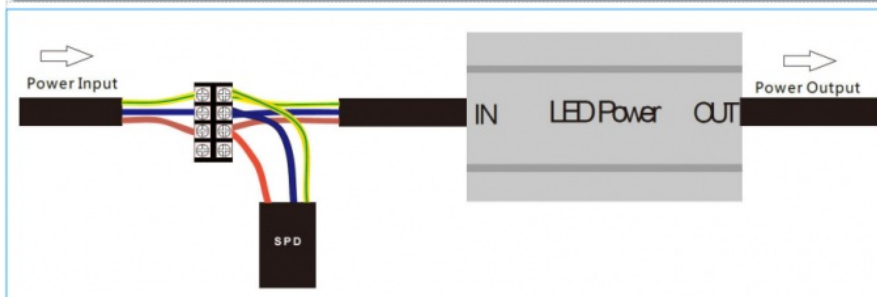 Power Input
Power Output
IN
LED Power
OUT
SPD